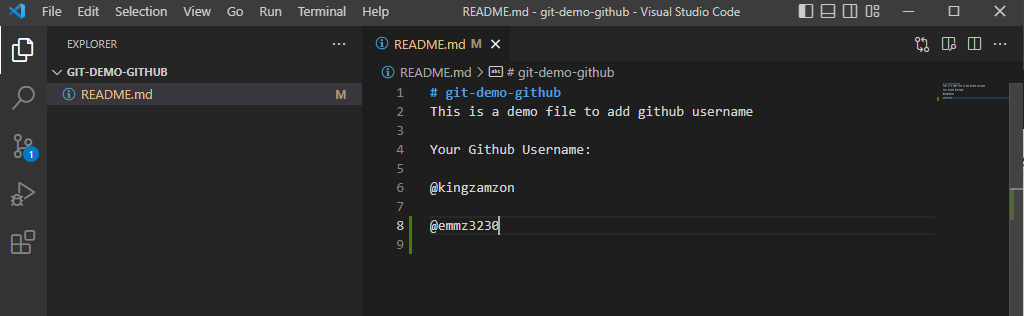 File Edit Selection View Go Run Terminal Help README.md - git-demo-github - Visual Studio Code
EXPLORER
GIT-DEMO-GITHUB
README.md M
1
README.md M
README.md > abc # git-demo-github
1 # git-demo-github
2 This is a demo file to add github username
3
4 Your Github Username:
5
6 @kingzamzon
7
8 @emmz3230
9